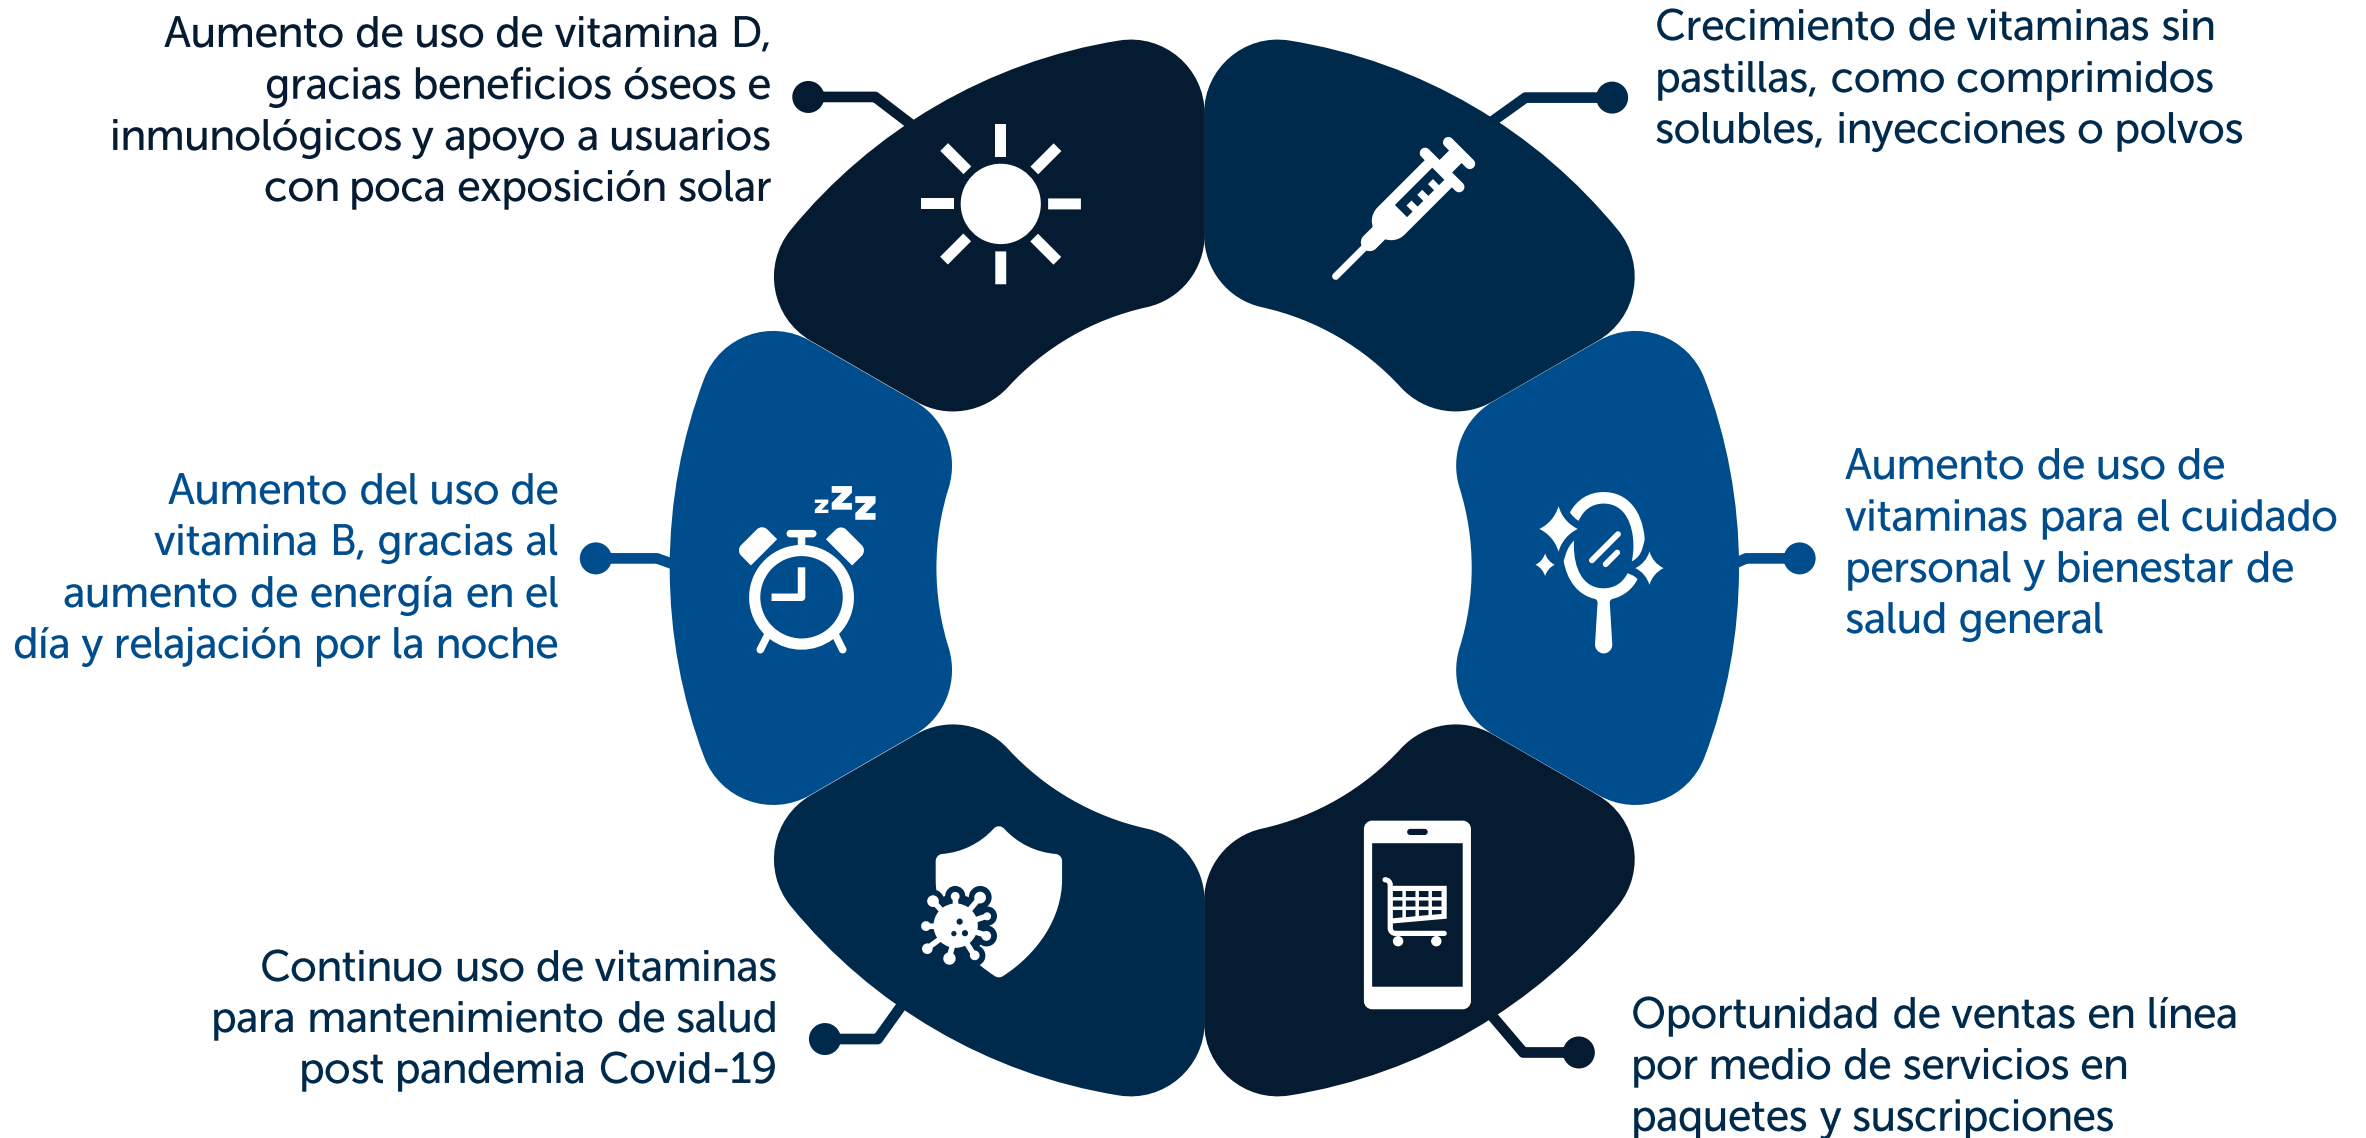 Aumento de uso de vitamina D,
gracias beneficios óseos e
inmunológicos y apoyo a usuarios
con poca exposición solar
Crecimiento de vitaminas sin
pastillas, como comprimidos
solubles, inyecciones o polvos
Aumento del uso de
vitamina B, gracias al
aumento de energía en el
día y relajación por la noche
zzz
Aumento de uso de
vitaminas para el cuidado
personal y bienestar de
salud general
Continuo uso de vitaminas
para mantenimiento de salud
post pandemia Covid-19
Oportunidad de ventas en línea
por medio de servicios en
paquetes y suscripciones